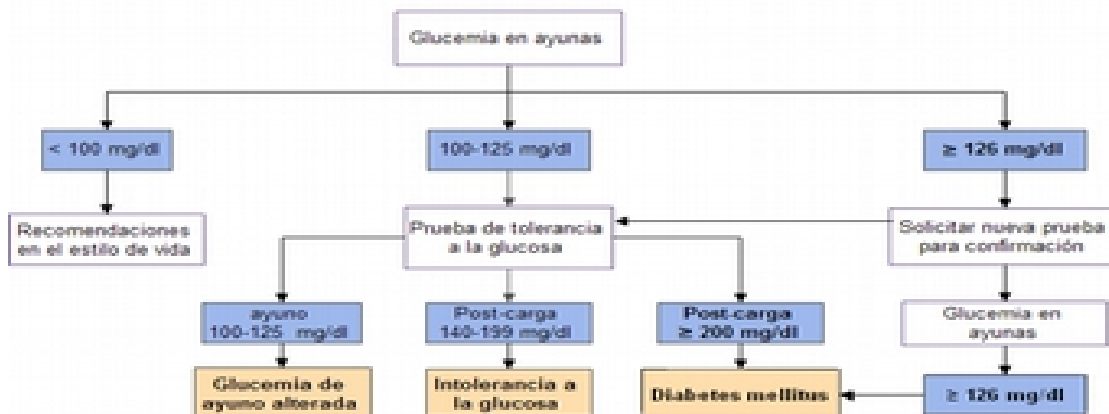 Glucemia en ayunas
< 100 mg/dl
100-125 mg/dl
≥ 126 mg/dl
Recomendaciones
en el estilo de vida
Prueba de tolerancia
a la glucosa
Solicitar nueva prueba
para confirmación
ayuno
100-125 mg/dl
Post-carga
140-199 mg/dl
Post-carga
≥ 200 mg/dl
Glucemia en
ayunas
Glucemia de
ayuno alterada
Intolerancia a
la glucosa
Diabetes mellitus
≥ 126 mg/dl